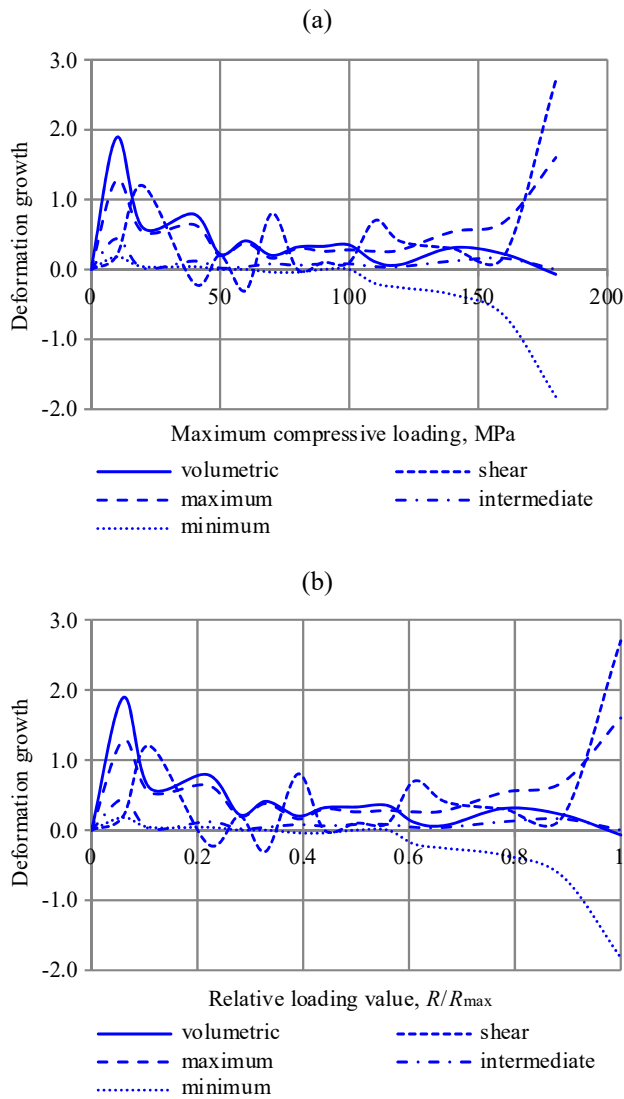 (a)
3.0
2.0
1.0
0.0
-1.0
-2.0
0 50 100 150 200
Deformation growth
Maximum compressive loading, MPa
volumetric shear
maximum intermediate
minimum
(b)
3.0
2.0
1.0
0.0
-1.0
-2.0
0 0.2 0.4 0.6 0.8 1
Deformation growth
Relative loading value, R/Rmax
volumetric shear
maximum intermediate
minimum